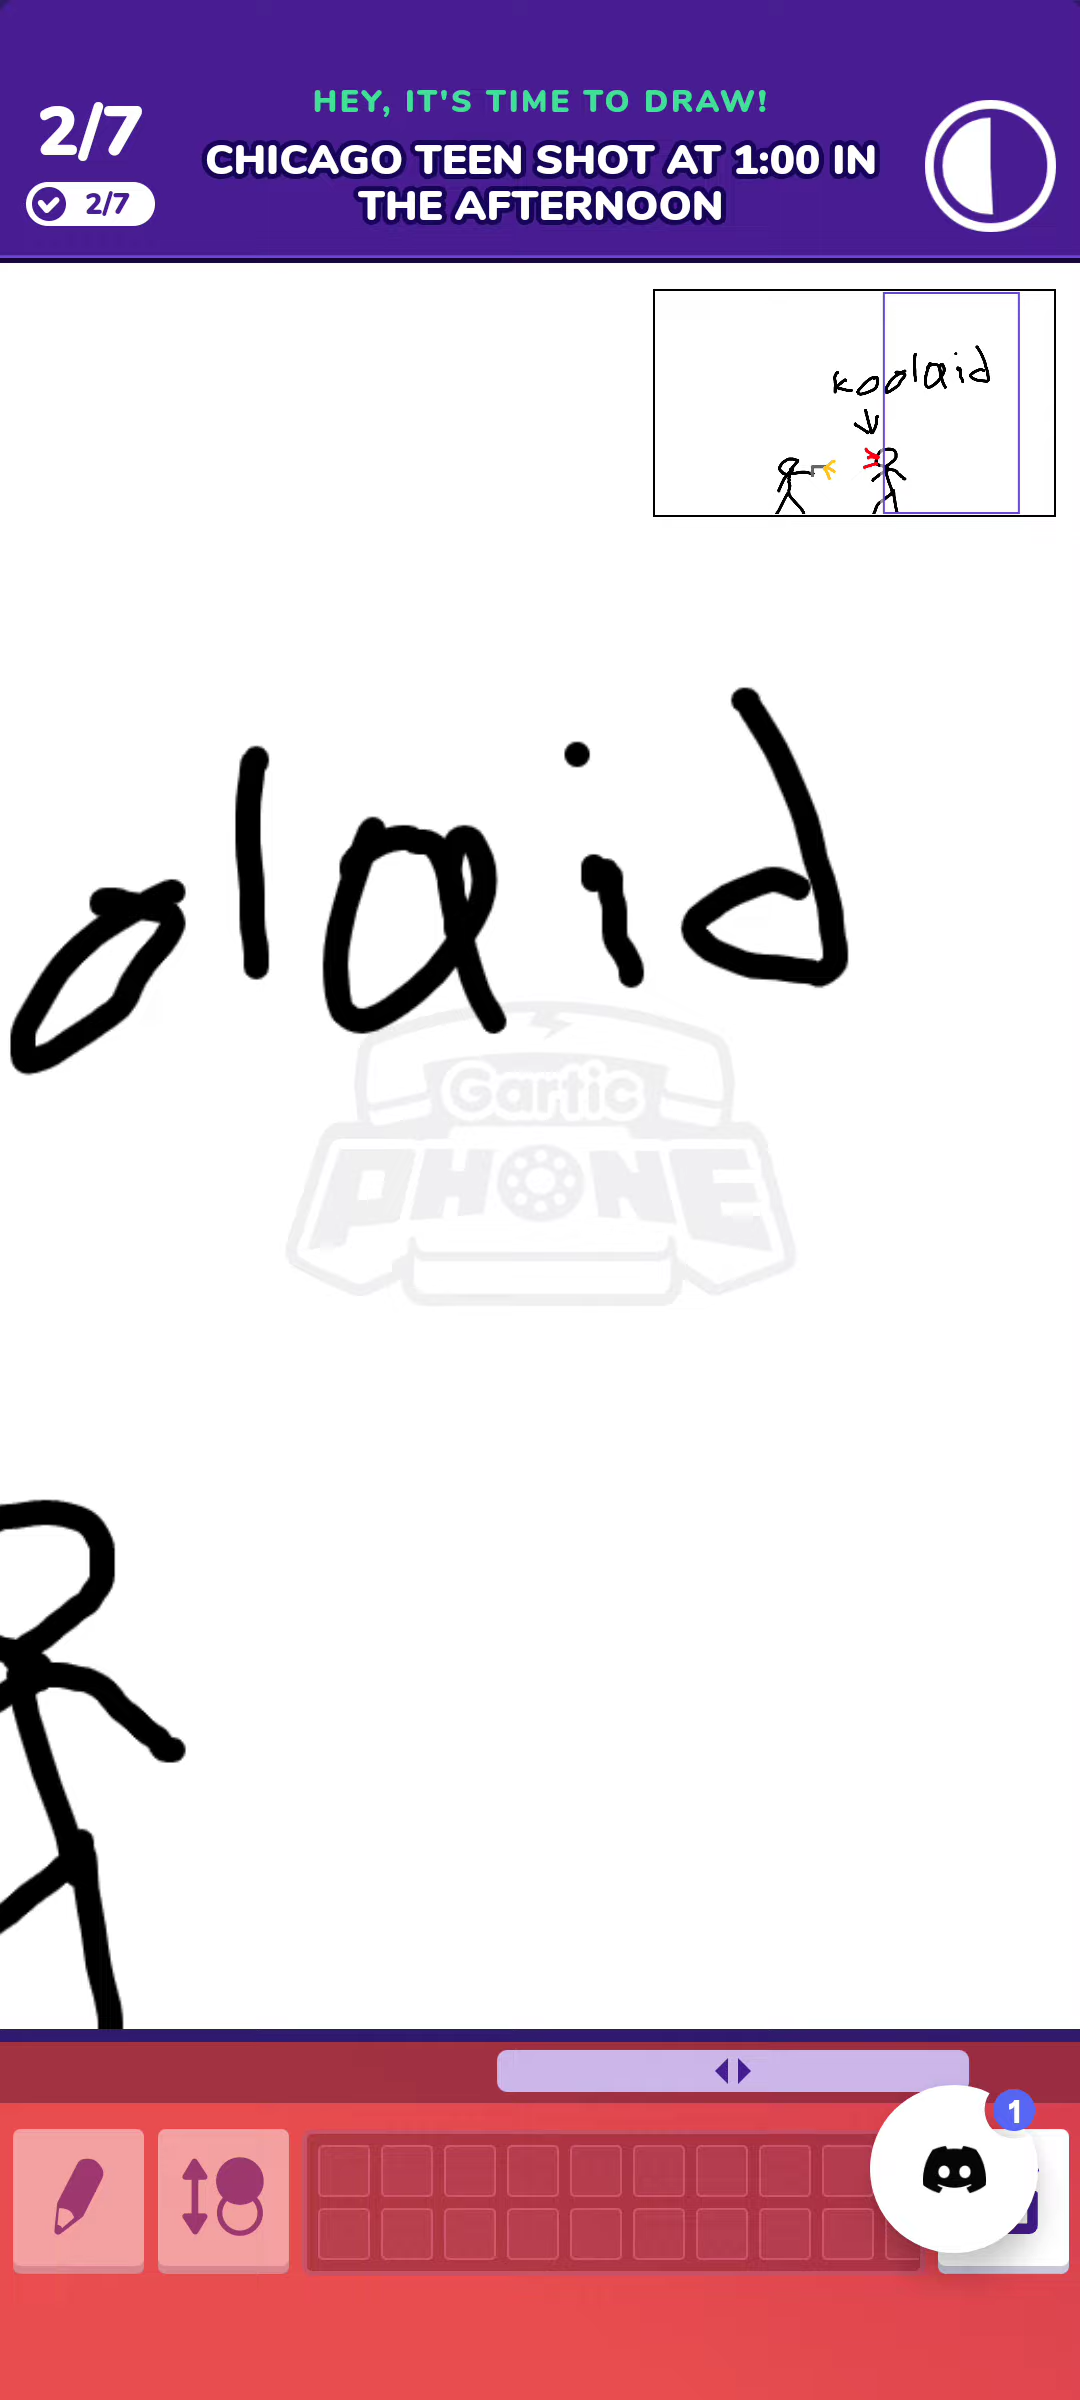 HEY, IT'S TIME TO DRAW!
2/7
CHICAGO TEEN SHOT AT 1:00 IN
THE AFTERNOON
2/7
koolaid
olaid
Gartic
PHONE
1